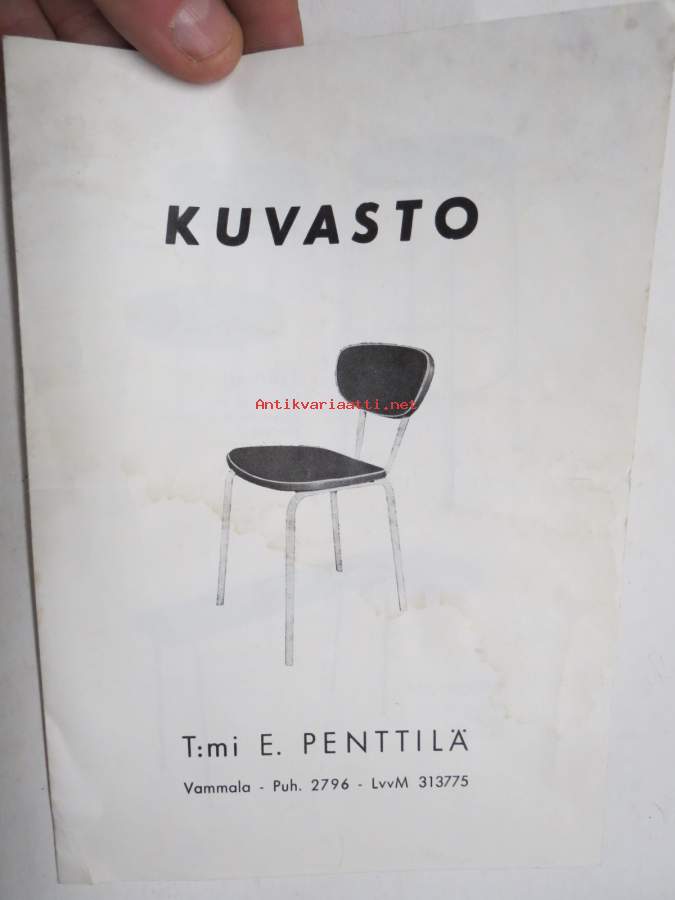 KUVASTO
Antikvariaatti.net
T:mi E. PENTTILÄ
Vammala - Puh. 2796 - LvvM 313775